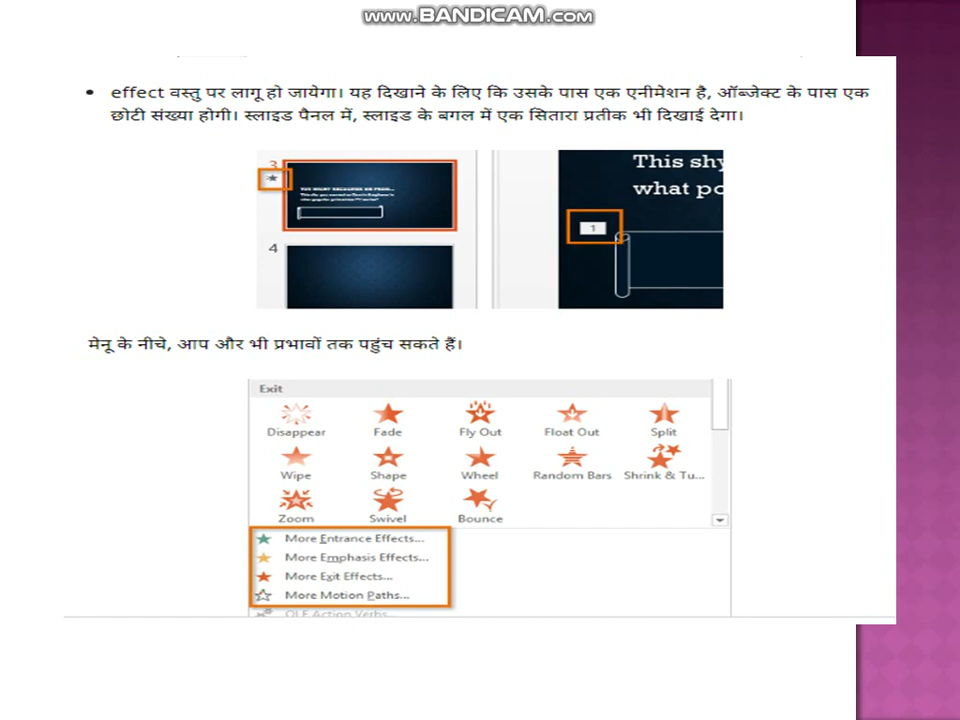 www.BANDICAM.com
• effect वस्तु पर लागू हो जायेगा। यह दिखाने के लिए कि उसके पास एक एनीमेशन है, ऑब्जेक्ट के पास एक
छोटी संख्या होगी। स्लाइड पैनल में, स्लाइड के बगल में एक सितारा प्रतीक भी दिखाई देगा।
3
This shy
what po
1
4
मेनू के नीचे, आप और भी प्रभावों तक पहुंच सकते हैं।
Exit
Disappear Fade Fly Out Float Out Split
Wipe Shape Wheel Random Bars Shrink & Tu...
Zoom Swivel Bounce
More Entrance Effects...
More Emphasis Effects...
More Exit Effects...
More Motion Paths...
OLE Action Verbs...